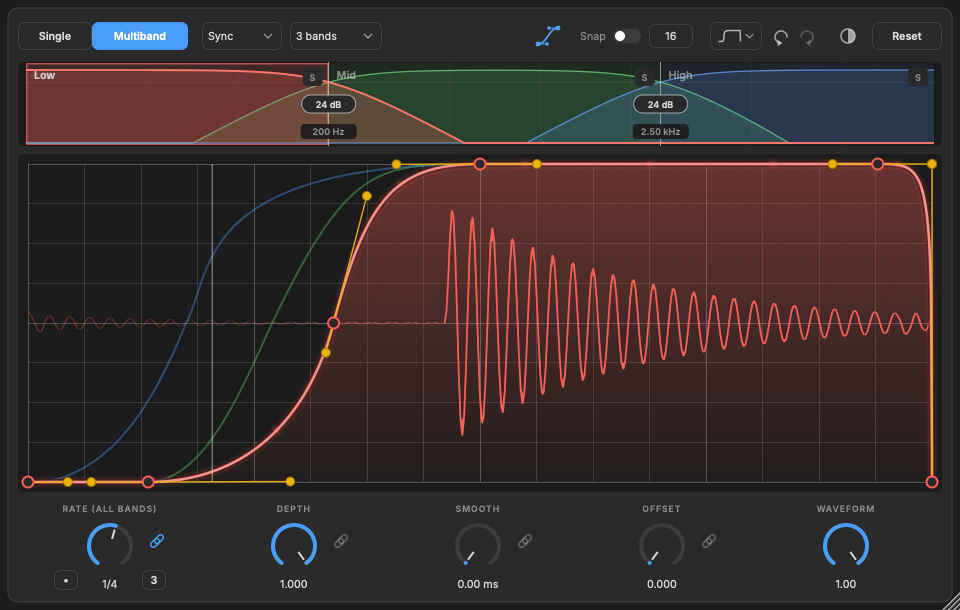 Single Multiband Sync 3 bands Snap 16 Reset
Low S Mid S High S
24 dB 24 dB
200 Hz 2.50 kHz
RATE (ALL BANDS) DEPTH SMOOTH OFFSET WAVEFORM
• 1/4 3 1.000 0.00 ms 0.000 1.00